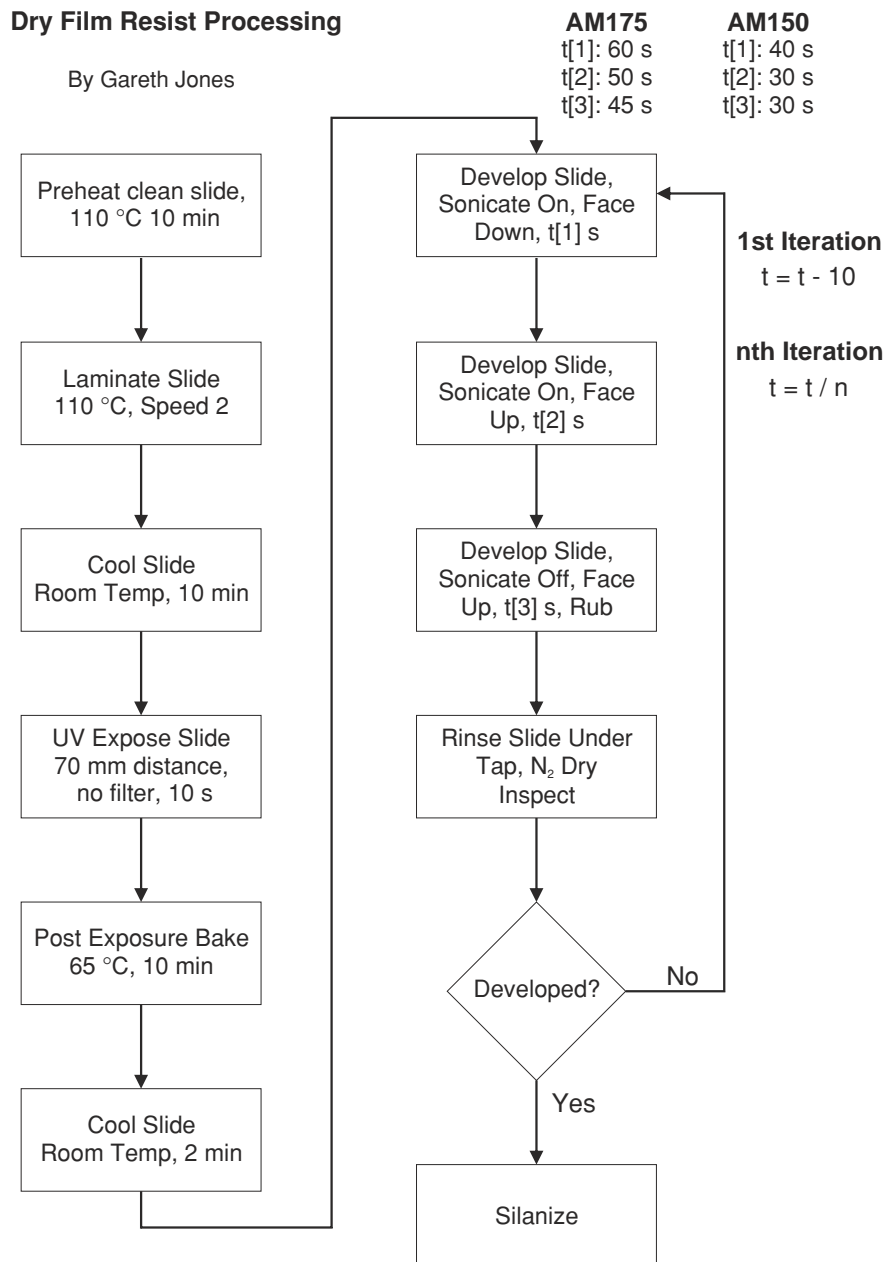 Dry Film Resist Processing
By Gareth Jones
AM175
t[1]: 60 s
t[2]: 50 s
t[3]: 45 s
AM150
t[1]: 40 s
t[2]: 30 s
t[3]: 30 s
Preheat clean slide,
110 °C 10 min
Laminate Slide
110 °C, Speed 2
Cool Slide
Room Temp, 10 min
UV Expose Slide
70 mm distance,
no filter, 10 s
Post Exposure Bake
65 °C, 10 min
Cool Slide
Room Temp, 2 min
Develop Slide,
Sonicate On, Face
Down, t[1] s
Develop Slide,
Sonicate On, Face
Up, t[2] s
Develop Slide,
Sonicate Off, Face
Up, t[3] s, Rub
Rinse Slide Under
Tap, N₂ Dry
Inspect
Developed?
No
Yes
Silanize
1st Iteration
t = t - 10
nth Iteration
t = t / n